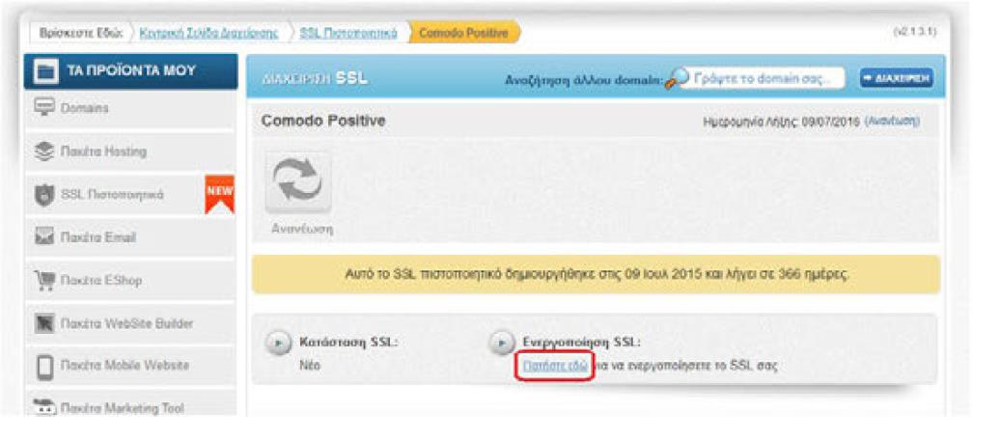 Βρίσκεστε Εδώ: Κεντρική Σελίδα Διαχείρισης SSL Πιστοποιητικά Comodo Positive (v2.1.3.1)
ΤΑ ΠΡΟΪΟΝΤΑ ΜΟΥ
Domains
Πακέτα Hosting
SSL Πιστοποιητικά NEW
Πακέτα Email
Πακέτα EShop
Πακέτα WebSite Builder
Πακέτα Mobile Website
Πακέτα Marketing Tool
ΔΙΑΧΕΙΡΙΣΗ SSL Αναζήτηση άλλου domain: Γράψτε το domain σας... ΔΙΑΧΕΙΡΙΣΗ
Comodo Positive Ημερομηνία Λήξης: 09/07/2016 (Ανανέωση)
Ανανέωση
Αυτό το SSL πιστοποιητικό δημιουργήθηκε στις 09 Ιουλ 2015 και λήγει σε 366 ημέρες.
Κατάσταση SSL: Ενεργοποίηση SSL:
Νέο Πατήστε εδώ για να ενεργοποίησετε το SSL σας